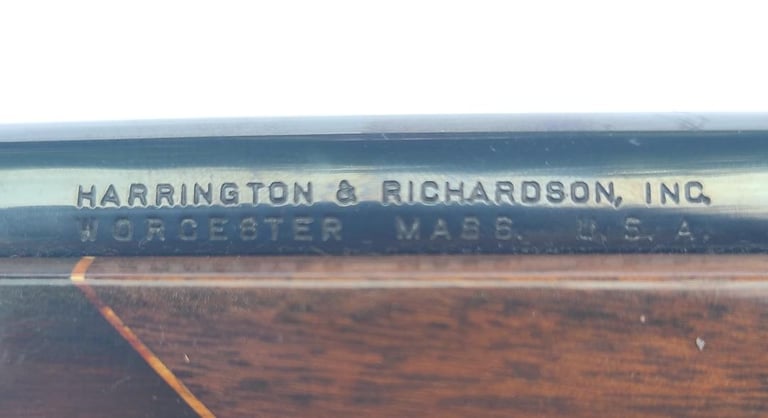 HARRINGTON & RICHARDSON, INC.
WORCESTER MASS. U.S.A.